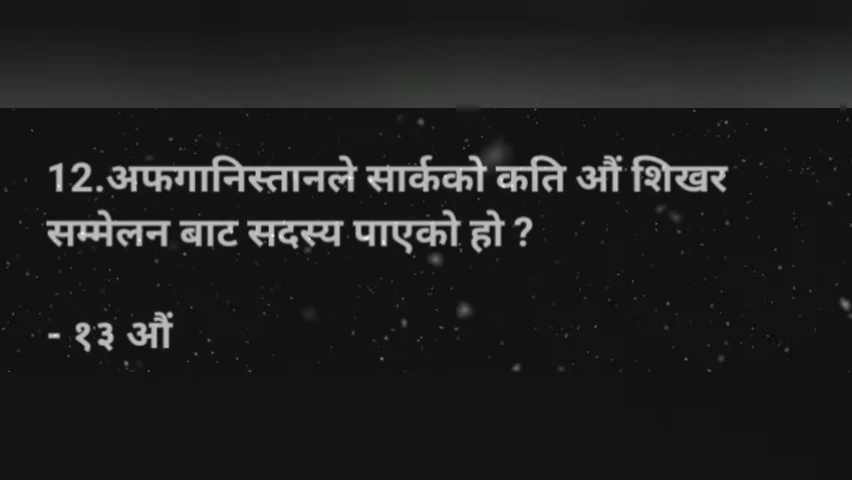 12.अफगानिस्तानले सार्कको कति औं शिखर
सम्मेलन बाट सदस्य पाएको हो ?
- १३ औं